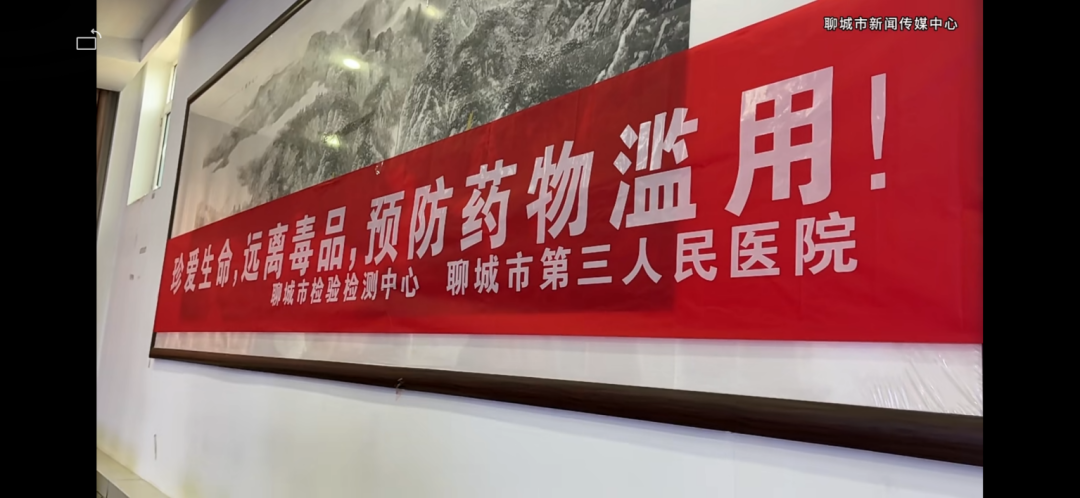 聊城市新闻传媒中心
珍爱生命,远离毒品,预防药物滥用!
聊城市检验检测中心 聊城市第三人民医院